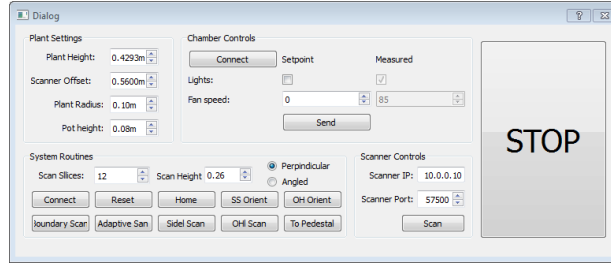 Dialog
Plant Settings
Plant Height: 0.4293m
Scanner Offset: 0.5600m
Plant Radius: 0.10m
Pot height: 0.08m
Chamber Controls
Connect Setpoint Measured
Lights:
Fan speed: 0 85
Send
STOP
System Routines
Scan Slices: 12 Scan Height 0.26 Perpindicular
Angled
Connect Reset Home SS Orient OH Orient
oundary Scan Adaptive San Sidel Scan OHl Scan To Pedestal
Scanner Controls
Scanner IP: 10.0.0.10
Scanner Port: 57500
Scan